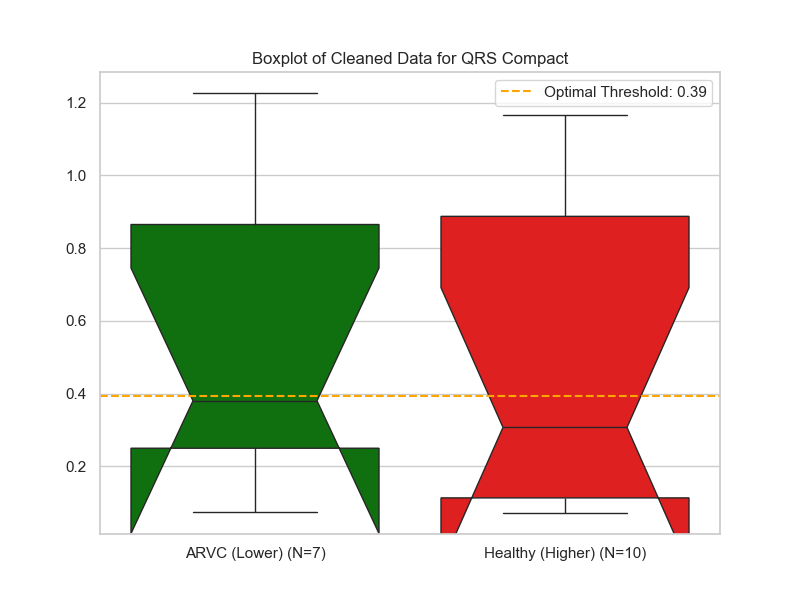 Boxplot of Cleaned Data for QRS Compact
Optimal Threshold: 0.39
1.2
1.0
0.8
0.6
0.4
0.2
ARVC (Lower) (N=7)
Healthy (Higher) (N=10)